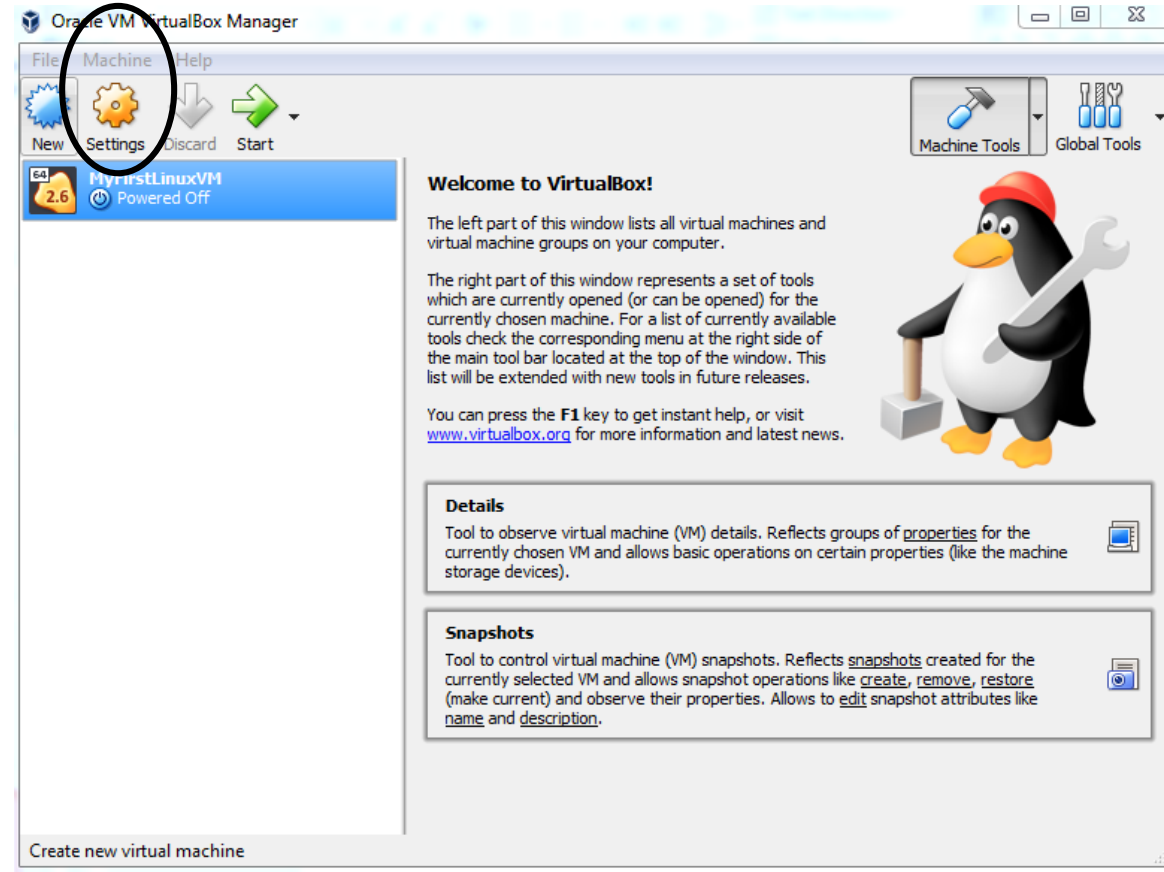 Oracle VM VirtualBox Manager
File Machine Help
New Settings Discard Start Machine Tools Global Tools
64
2.6
MyFirstLinuxVM
Powered Off
Welcome to VirtualBox!
The left part of this window lists all virtual machines and
virtual machine groups on your computer.
The right part of this window represents a set of tools
which are currently opened (or can be opened) for the
currently chosen machine. For a list of currently available
tools check the corresponding menu at the right side of
the main tool bar located at the top of the window. This
list will be extended with new tools in future releases.
You can press the F1 key to get instant help, or visit
www.virtualbox.org for more information and latest news.
Details
Tool to observe virtual machine (VM) details. Reflects groups of properties for the
currently chosen VM and allows basic operations on certain properties (like the machine
storage devices).
Snapshots
Tool to control virtual machine (VM) snapshots. Reflects snapshots created for the
currently selected VM and allows snapshot operations like create, remove, restore
(make current) and observe their properties. Allows to edit snapshot attributes like
name and description.
Create new virtual machine